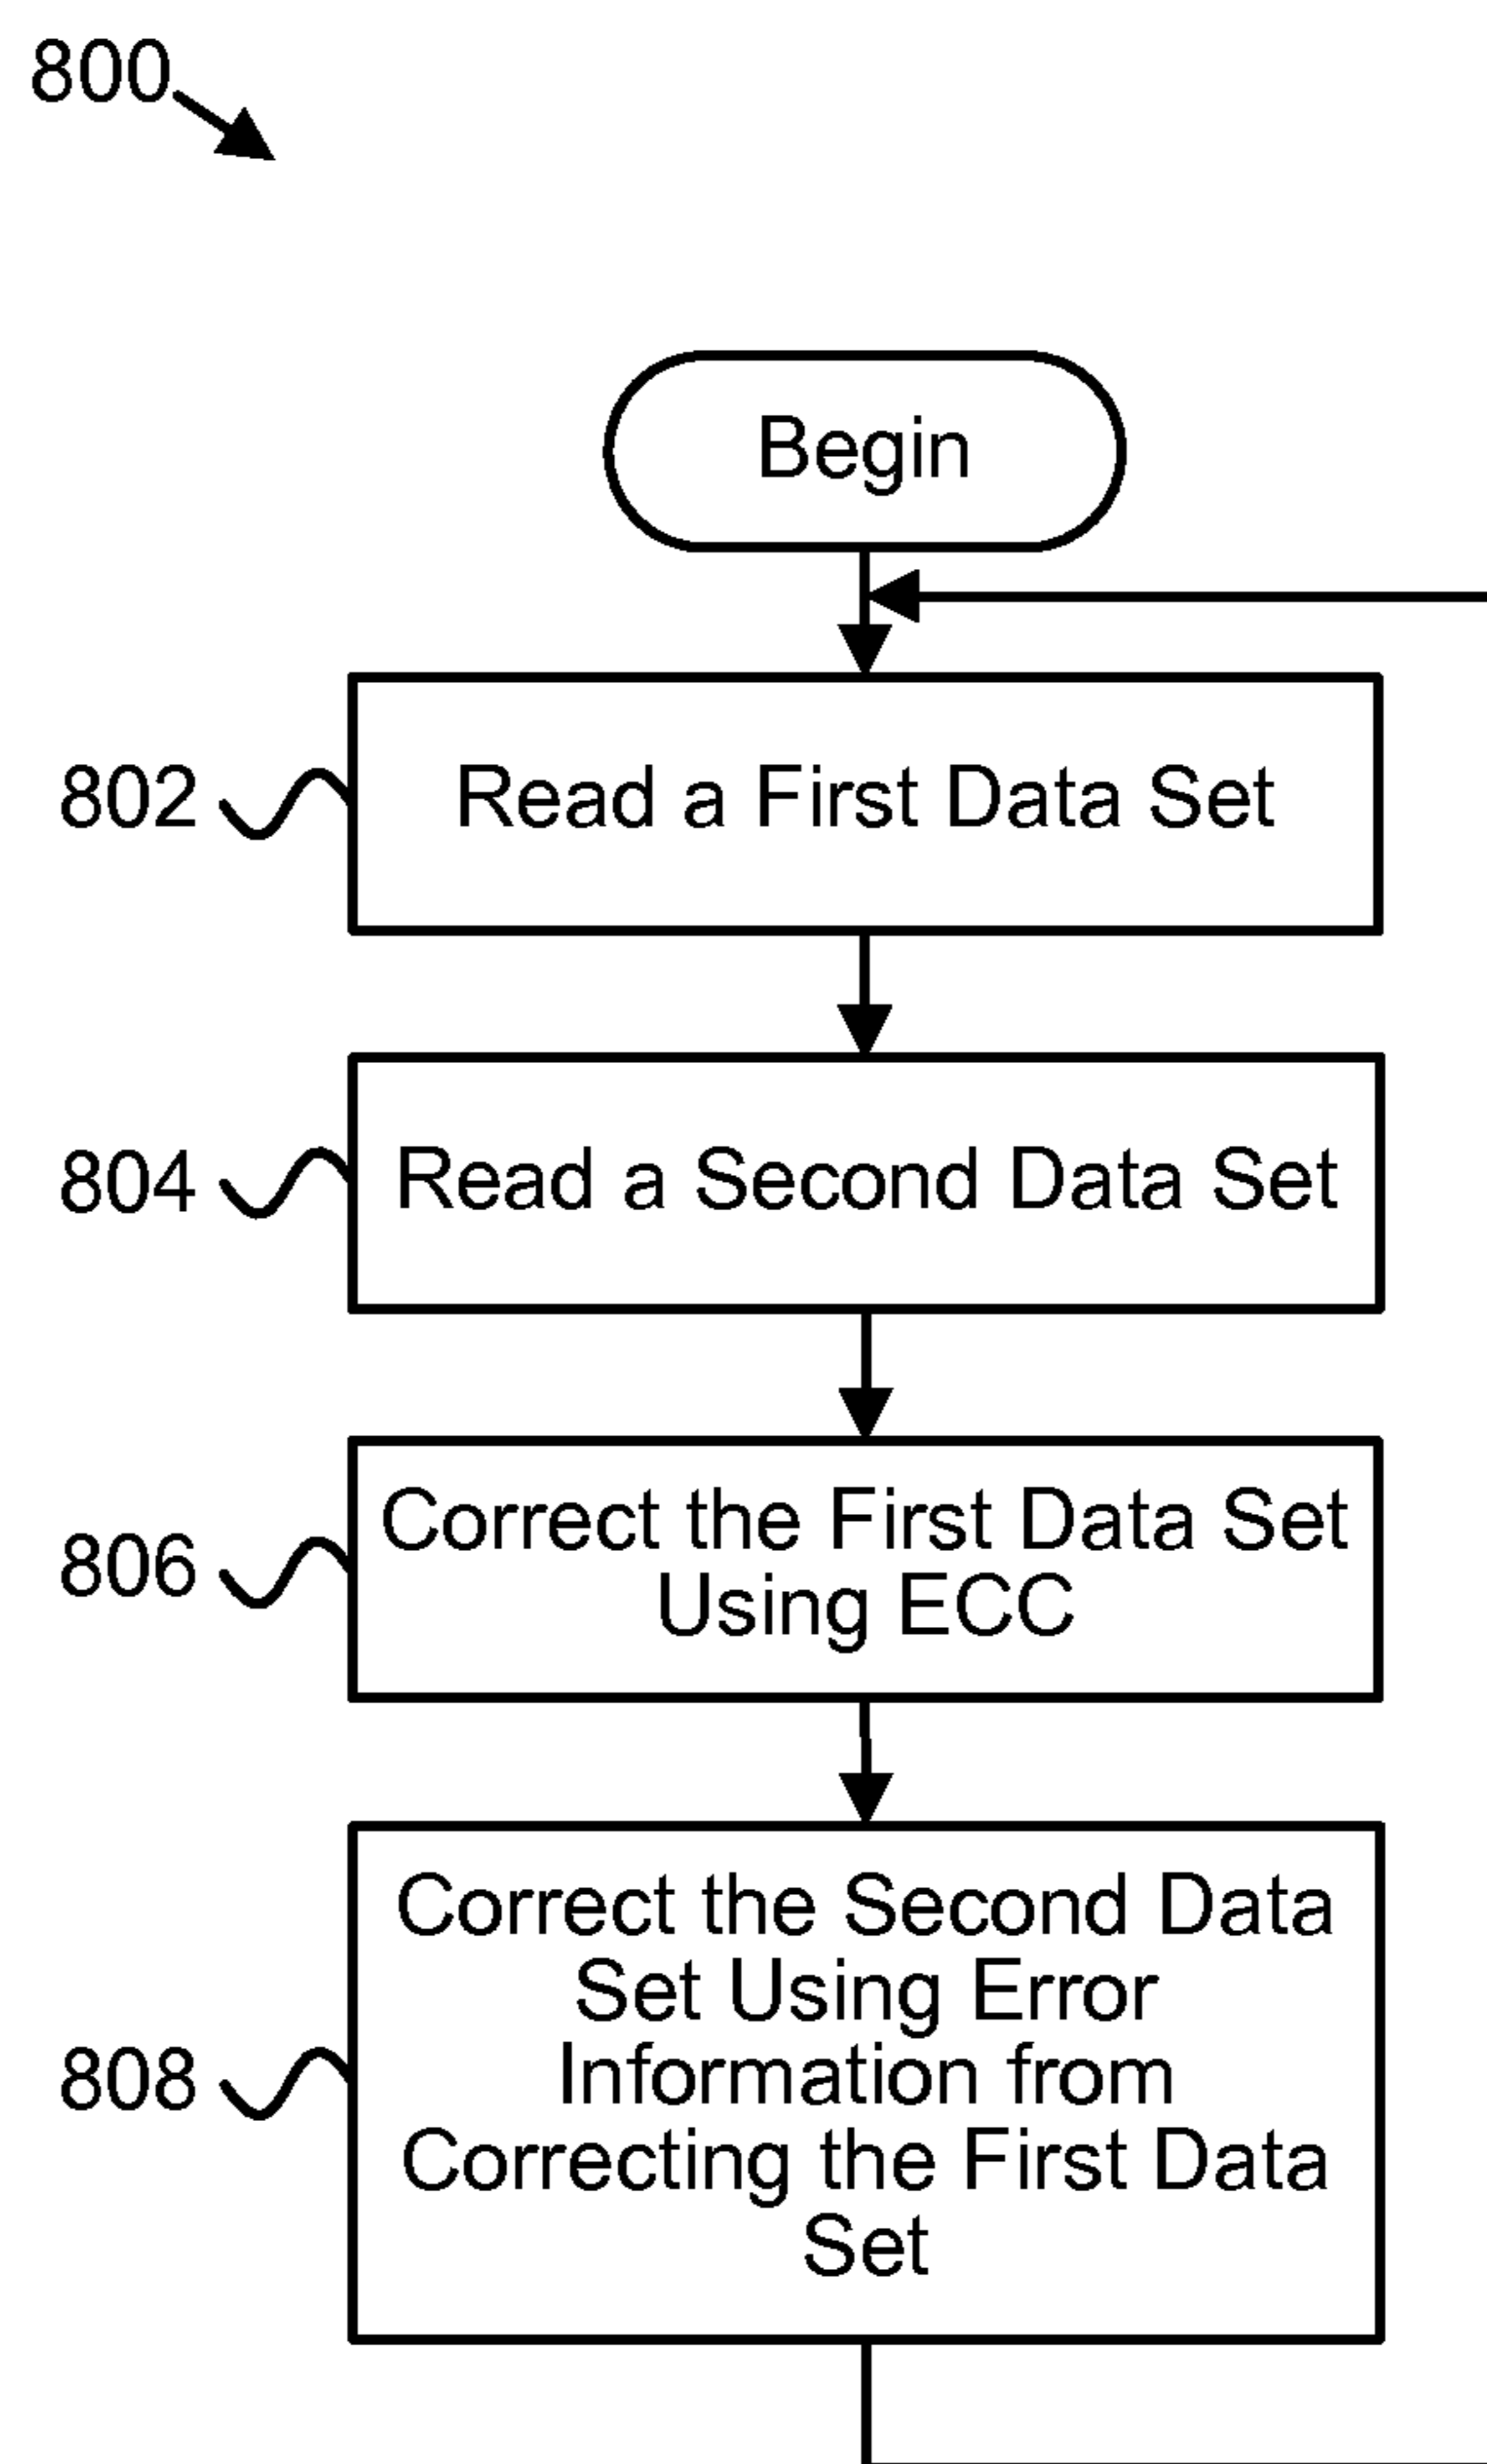 800
Begin
802
Read a First Data Set
804
Read a Second Data Set
806
Correct the First Data Set
Using ECC
808
Correct the Second Data
Set Using Error
Information from
Correcting the First Data
Set